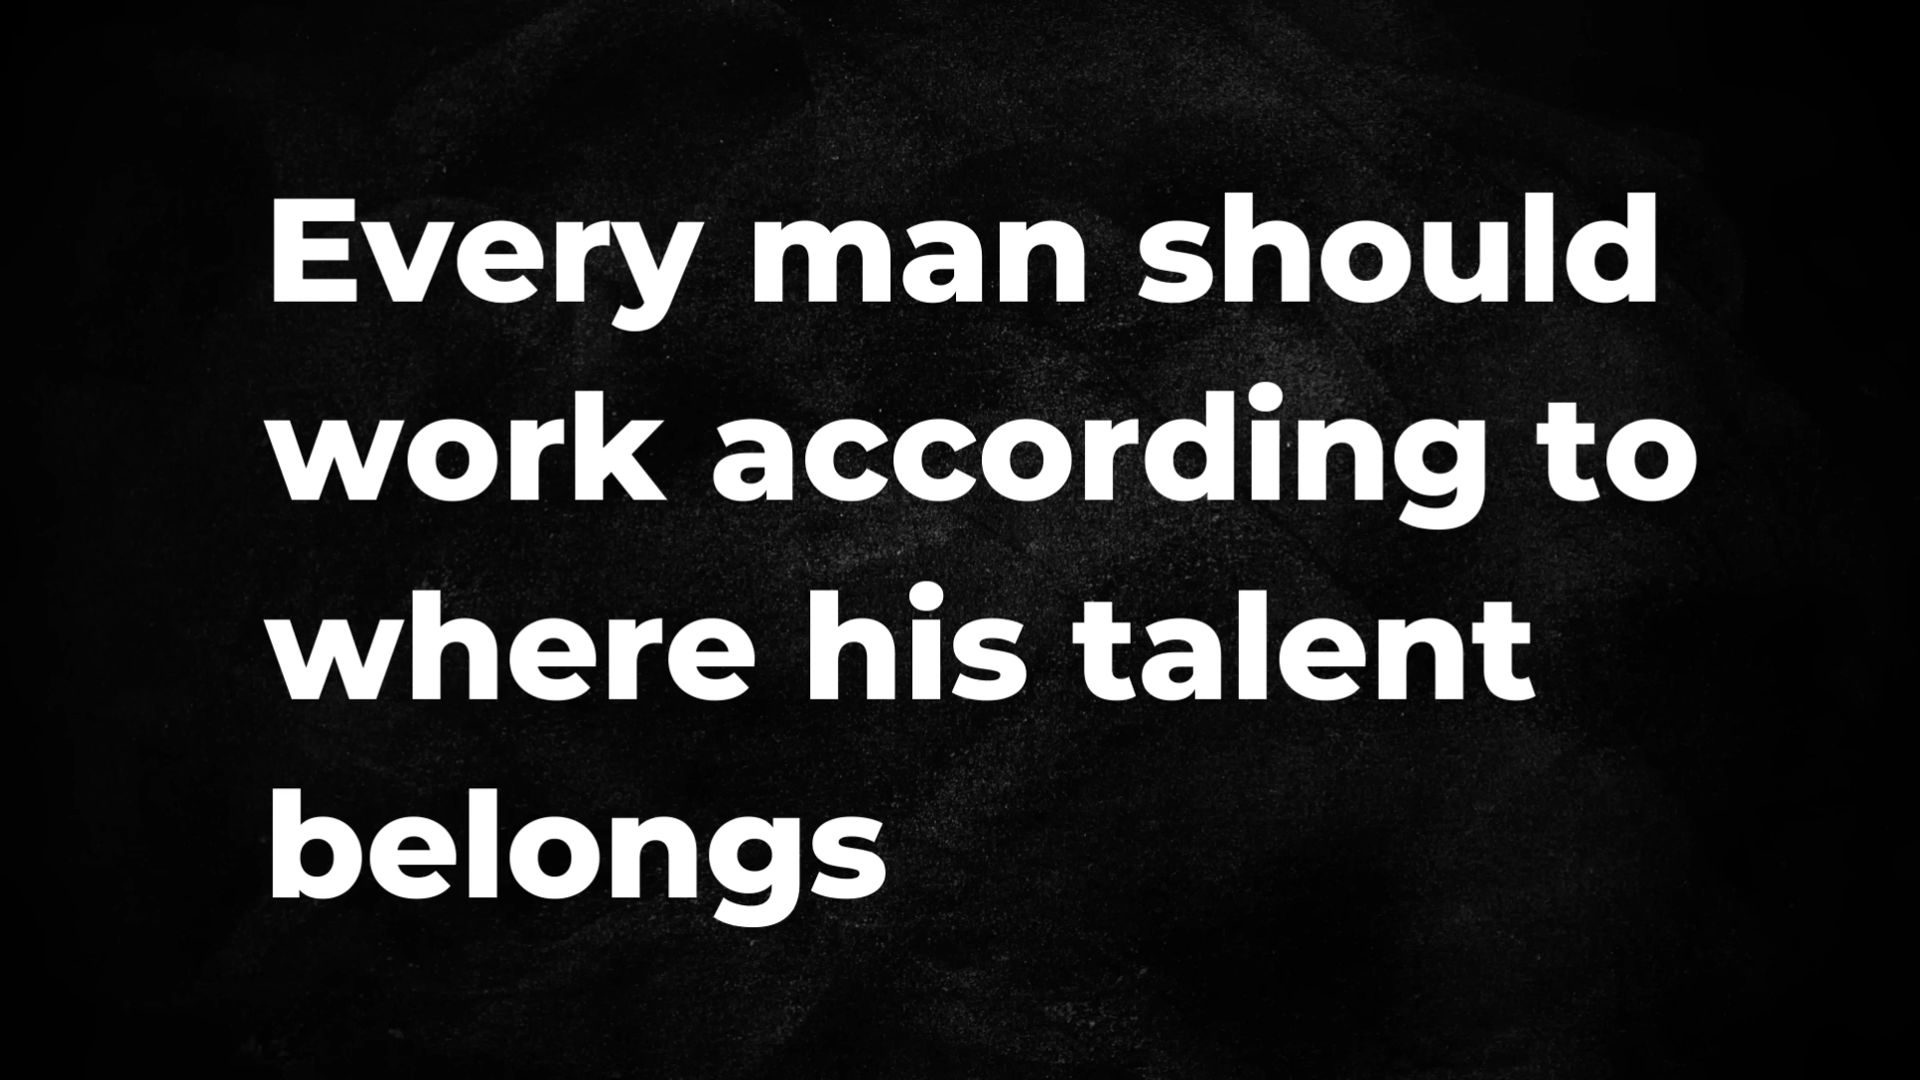 Every man should
work according to
where his talent
belongs